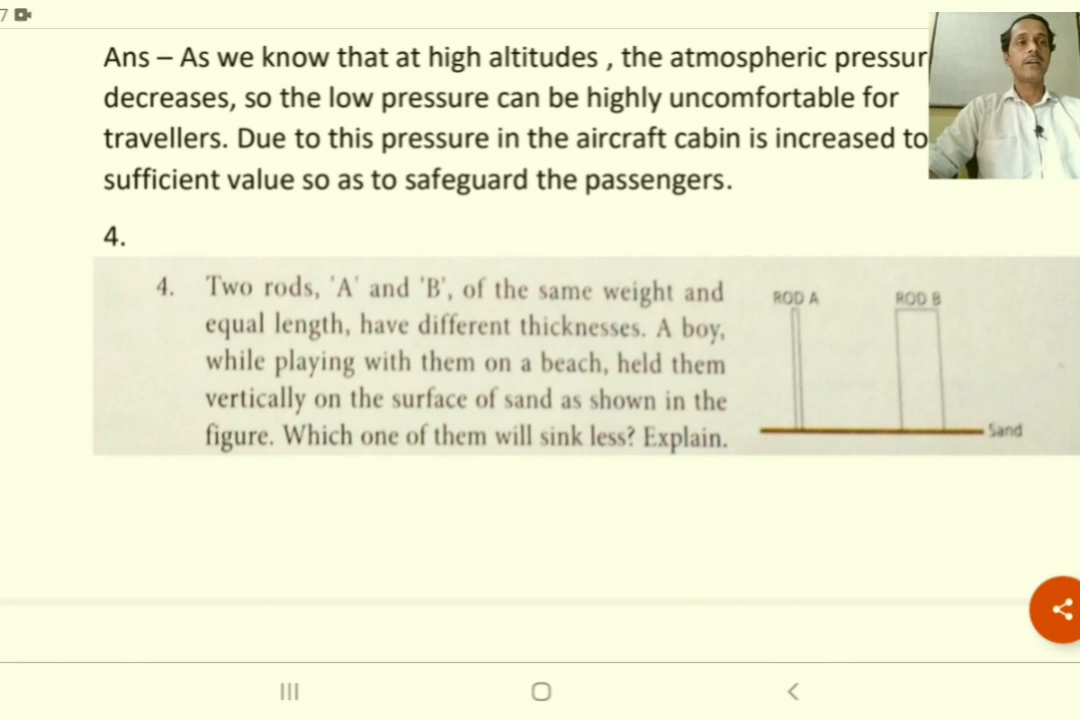 7
Ans – As we know that at high altitudes , the atmospheric pressur
decreases, so the low pressure can be highly uncomfortable for
travellers. Due to this pressure in the aircraft cabin is increased to
sufficient value so as to safeguard the passengers.
4.
4. Two rods, 'A' and 'B', of the same weight and
equal length, have different thicknesses. A boy,
while playing with them on a beach, held them
vertically on the surface of sand as shown in the
figure. Which one of them will sink less? Explain.
ROD A ROD B
Sand